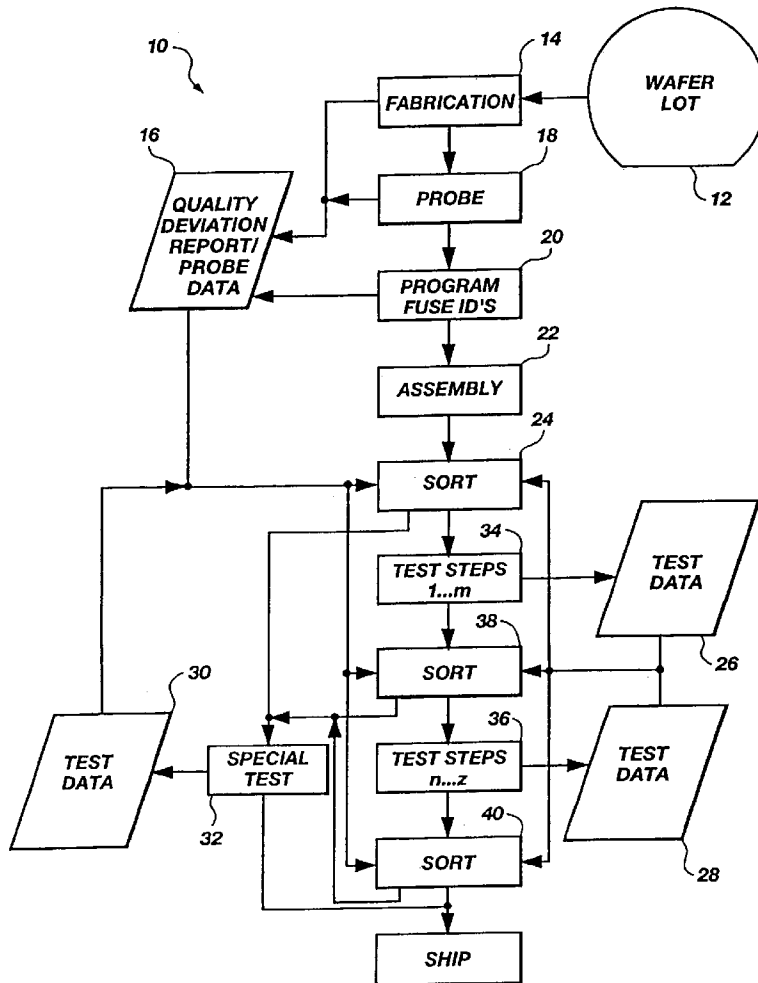 10
14
FABRICATION
WAFER
LOT
12
16
18
QUALITY
DEVIATION
REPORT/
PROBE
DATA
PROBE
20
PROGRAM
FUSE ID'S
22
ASSEMBLY
24
SORT
34
TEST STEPS
1...m
TEST
DATA
26
38
SORT
30
TEST
DATA
36
SPECIAL
TEST
32
TEST STEPS
n...z
TEST
DATA
28
40
SORT
SHIP